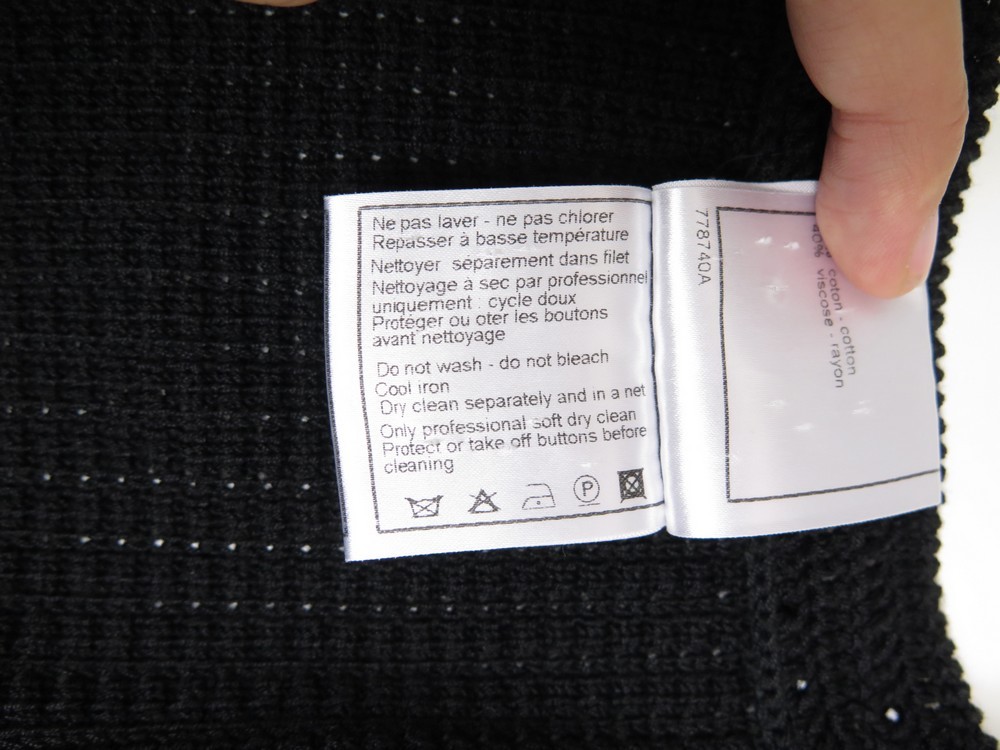 Ne pas laver - ne pas chlorer
Repasser à basse température
Nettoyer séparement dans filet
Nettoyage à sec par professionnel
uniquement : cycle doux
Protéger ou oter les boutons
avant nettoyage
Do not wash - do not bleach
Cool iron
Dry clean separately and in a net
Only professional soft dry clean
Protect or take off buttons before
cleaning
P
778740A
coton - cotton
40% viscose - rayon